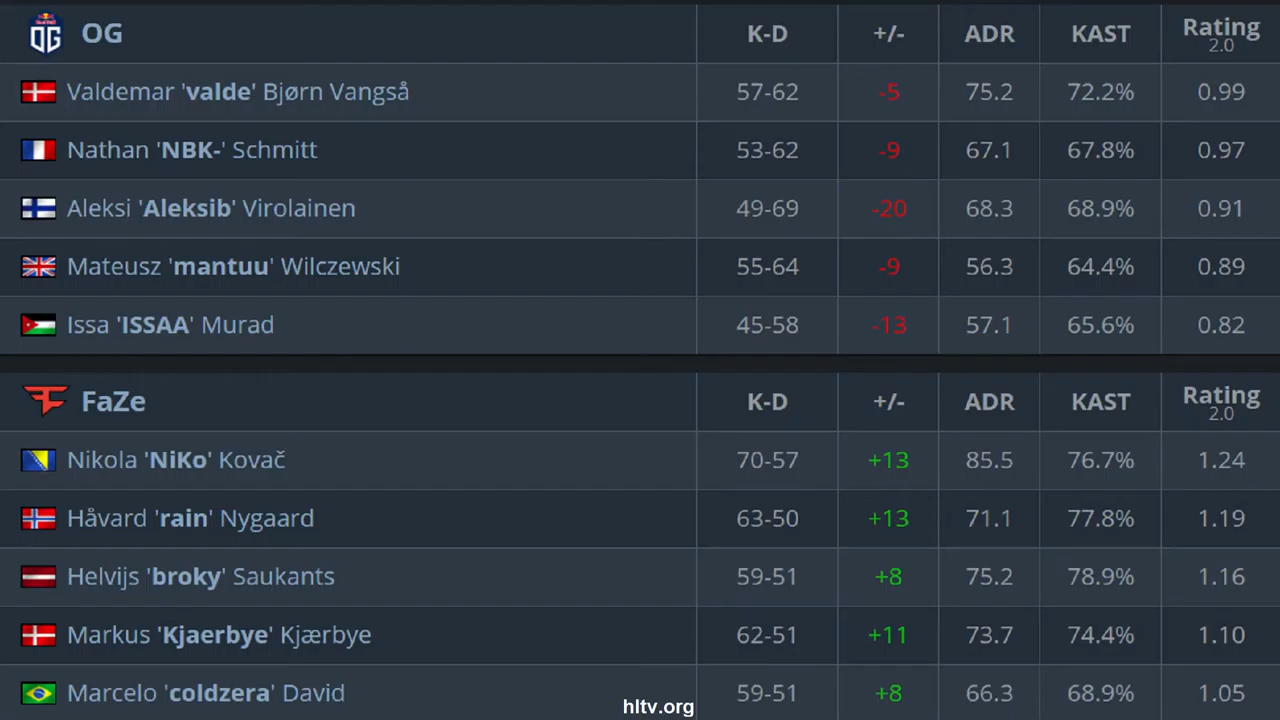 OG K-D +/- ADR KAST Rating 2.0
Valdemar 'valde' Bjørn Vangså 57-62 -5 75.2 72.2% 0.99
Nathan 'NBK-' Schmitt 53-62 -9 67.1 67.8% 0.97
Aleksi 'Aleksib' Virolainen 49-69 -20 68.3 68.9% 0.91
Mateusz 'mantuu' Wilczewski 55-64 -9 56.3 64.4% 0.89
Issa 'ISSAA' Murad 45-58 -13 57.1 65.6% 0.82
FaZe K-D +/- ADR KAST Rating 2.0
Nikola 'NiKo' Kovač 70-57 +13 85.5 76.7% 1.24
Håvard 'rain' Nygaard 63-50 +13 71.1 77.8% 1.19
Helvijs 'broky' Saukants 59-51 +8 75.2 78.9% 1.16
Markus 'Kjaerbye' Kjærbye 62-51 +11 73.7 74.4% 1.10
Marcelo 'coldzera' David 59-51 +8 66.3 68.9% 1.05
hltv.org